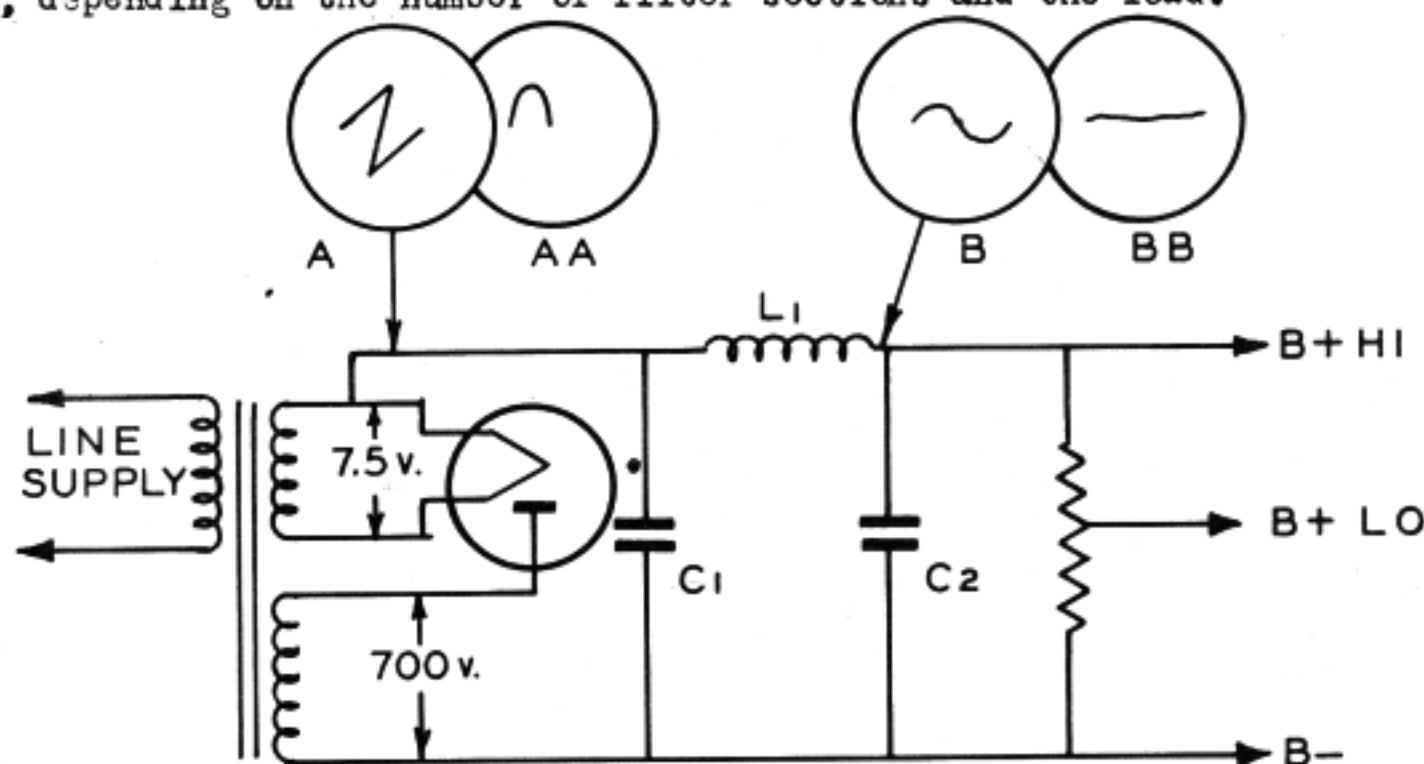 , depending on the number of filter sections and the load.
A
AA
B
BB
L1
B+ HI
LINE
SUPPLY
7.5 v.
B+ LO
C1
C2
700 v.
B-